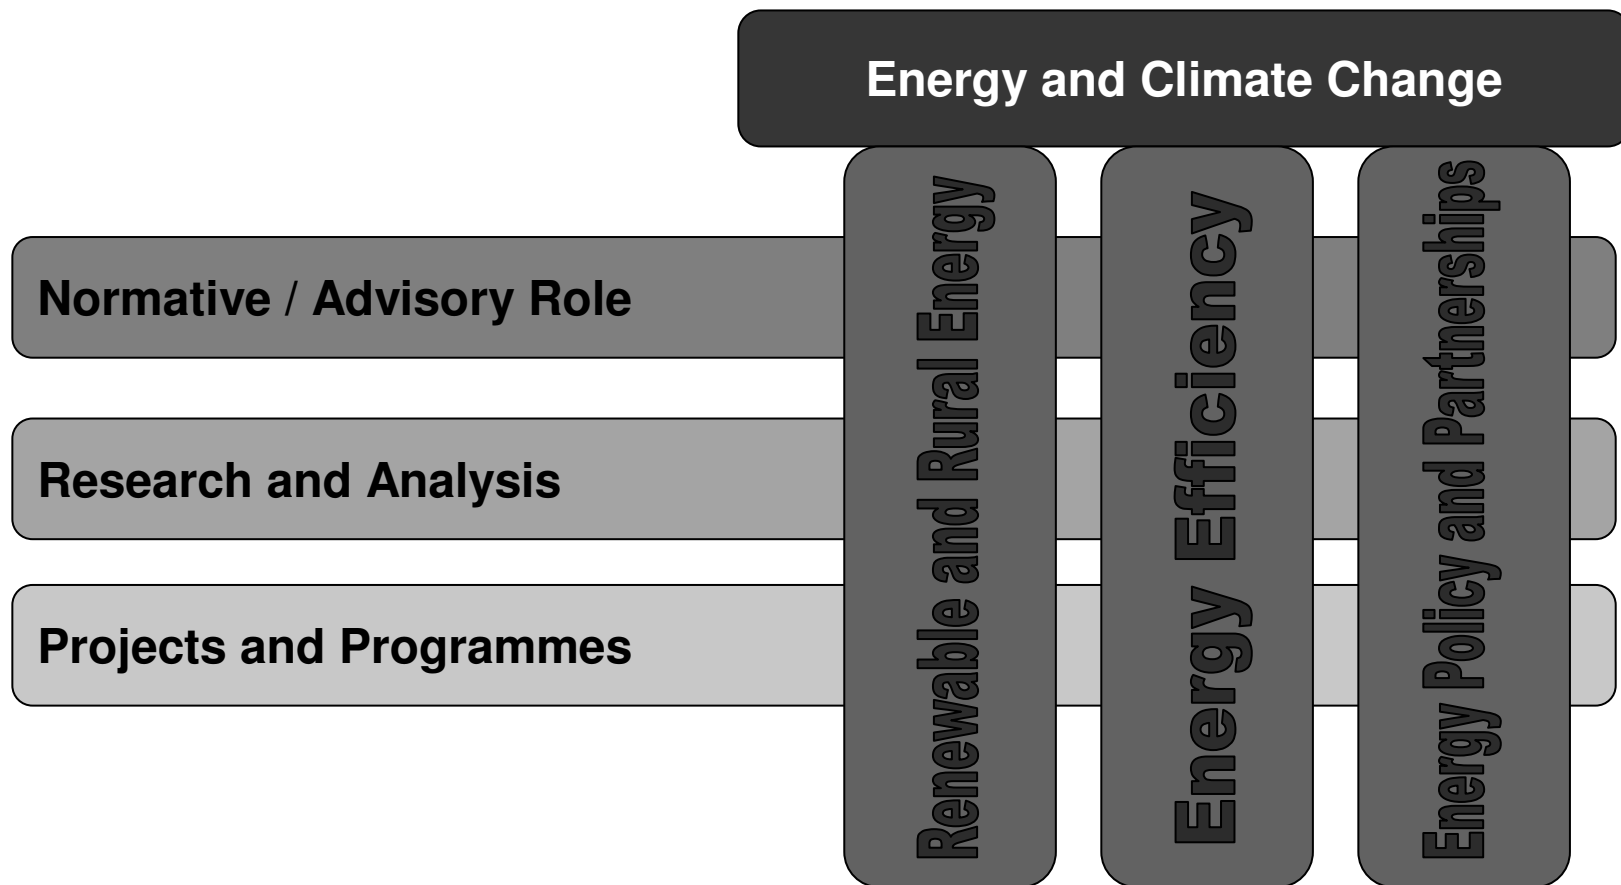 Energy and Climate Change
Normative / Advisory Role
Research and Analysis
Projects and Programmes
Renewable and Rural Energy
Energy Efficiency
Energy Policy and Partnerships